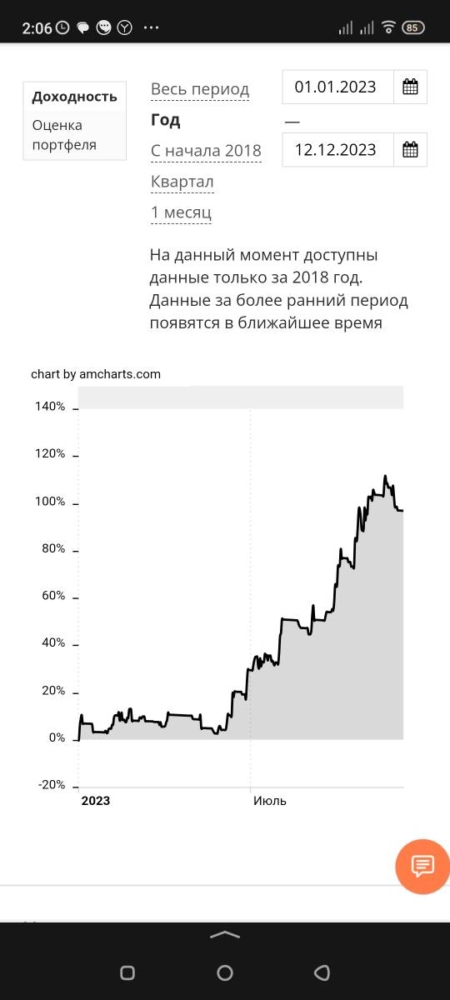 2:06
85
Доходность
Оценка
портфеля
Весь период
Год
С начала 2018
Квартал
1 месяц
01.01.2023
—
12.12.2023
На данный момент доступны
данные только за 2018 год.
Данные за более ранний период
появятся в ближайшее время
chart by amcharts.com
140%
120%
100%
80%
60%
40%
20%
0%
-20%
2023
Июль